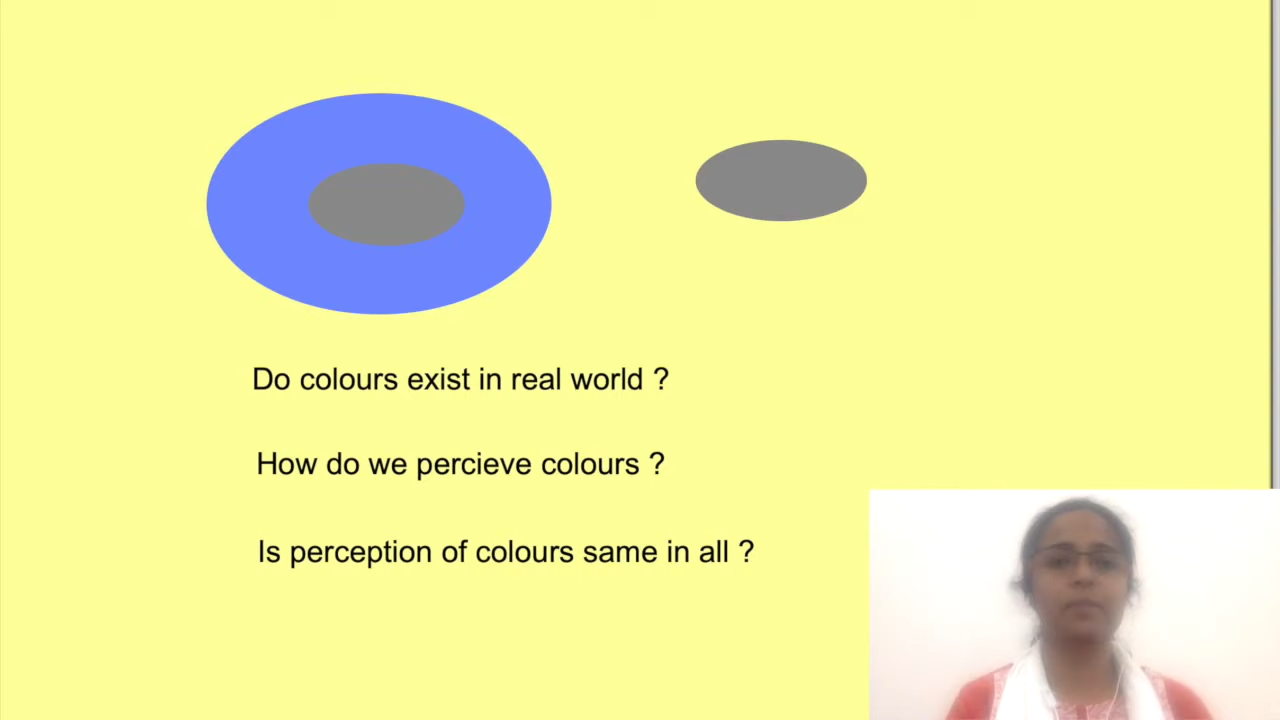 Do colours exist in real world ?
How do we percieve colours ?
Is perception of colours same in all ?